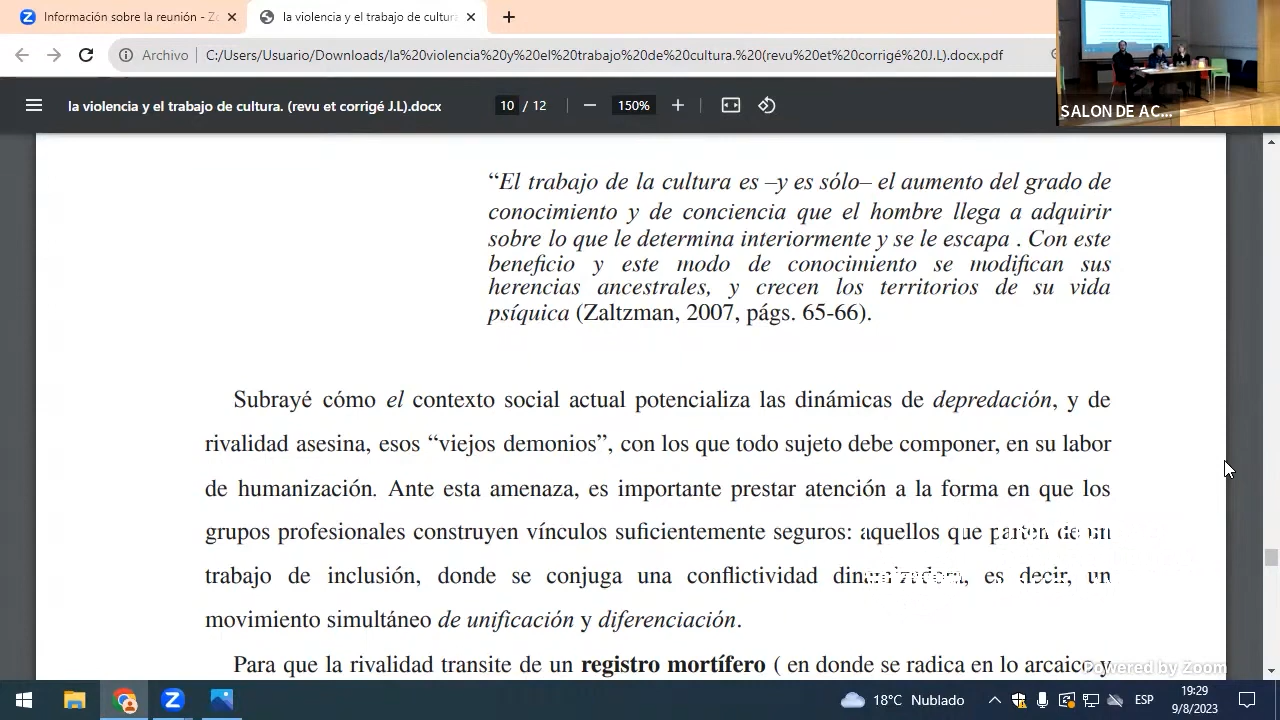 Información sobre la reunión - Zo
la violencia y el trabajo de cultura
Archivo
C:/Users/Usuario/Downloads/la%20violencia%20y%20el%20trabajo%20de%20cultura.%20(revu%20et%20corrigé%20J.L).docx.pdf
la violencia y el trabajo de cultura. (revu et corrigé J.L).docx
10 / 12
150%
SALON DE AC...
“El trabajo de la cultura es –y es sólo– el aumento del grado de
conocimiento y de conciencia que el hombre llega a adquirir
sobre lo que le determina interiormente y se le escapa . Con este
beneficio y este modo de conocimiento se modifican sus
herencias ancestrales, y crecen los territorios de su vida
psíquica (Zaltzman, 2007, págs. 65-66).
Subrayé cómo el contexto social actual potencializa las dinámicas de depredación, y de
rivalidad asesina, esos “viejos demonios”, con los que todo sujeto debe componer, en su labor
de humanización. Ante esta amenaza, es importante prestar atención a la forma en que los
grupos profesionales construyen vínculos suficientemente seguros: aquellos que
trabajo de inclusión, donde se conjuga una conflictividad es decir, un
movimiento simultáneo de unificación y diferenciación.
Para que la rivalidad transite de un registro mortífero ( en donde se radica en lo arcaico y
Powered by Zoom
18°C Nublado
ESP
19:29
9/8/2023